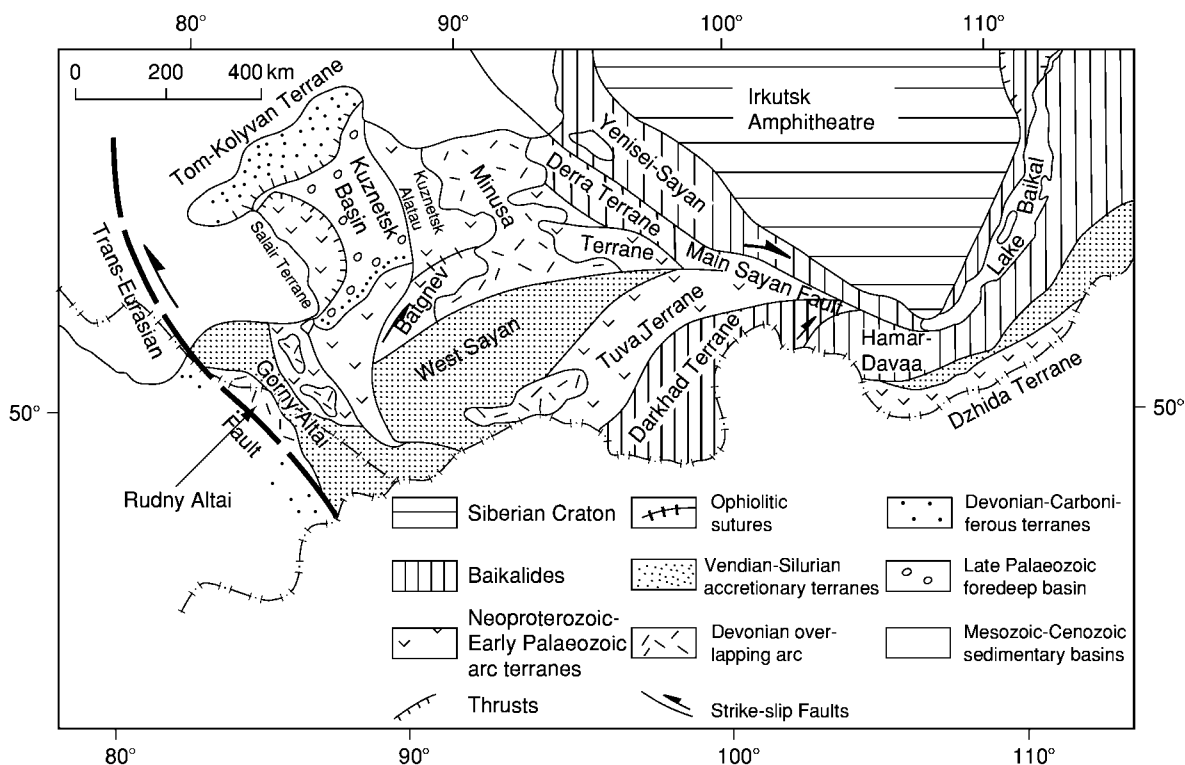 80°
90°
100°
110°
0
200
400 km
Tom-Kolyvan Terrane
Irkutsk
Amphitheatre
Yenisei-Sayan
Derra Terrane
Kuznetsk
Basin
Kuznetsk
Alatau
Minusa
Lake Baikal
Salair Terrane
Terrane
Main Sayan Fault
Trans-Eurasian
Fault
Batgnev
West Sayan
Tuva Terrane
Darkhad Terrane
Hamar-
Davaa
Dzhida Terrane
Gorny-Altai
50°
50°
Rudny Altai
Siberian Craton
Ophiolitic
sutures
Devonian-Carboni-
ferous terranes
Baikalides
Vendian-Silurian
accretionary terranes
Late Palaeozoic
foredeep basin
Neoproterozoic-
Early Palaeozoic
arc terranes
Devonian over-
lapping arc
Mesozoic-Cenozoic
sedimentary basins
Thrusts
Strike-slip Faults
80°
90°
100°
110°